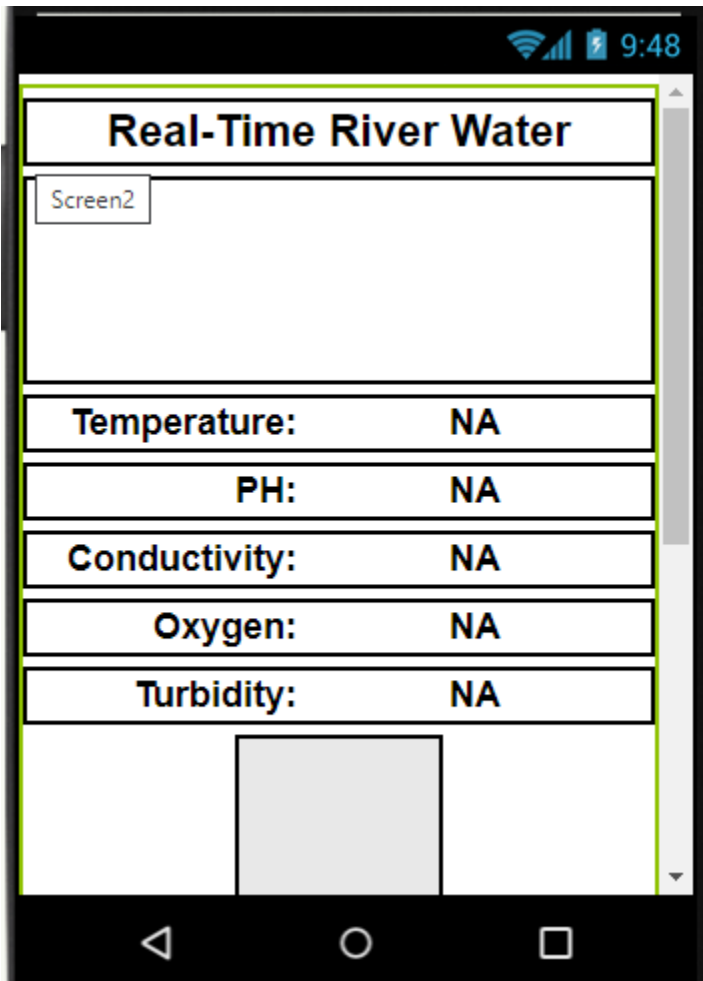 9:48
Real-Time River Water
Screen2
Temperature: NA
PH: NA
Conductivity: NA
Oxygen: NA
Turbidity: NA